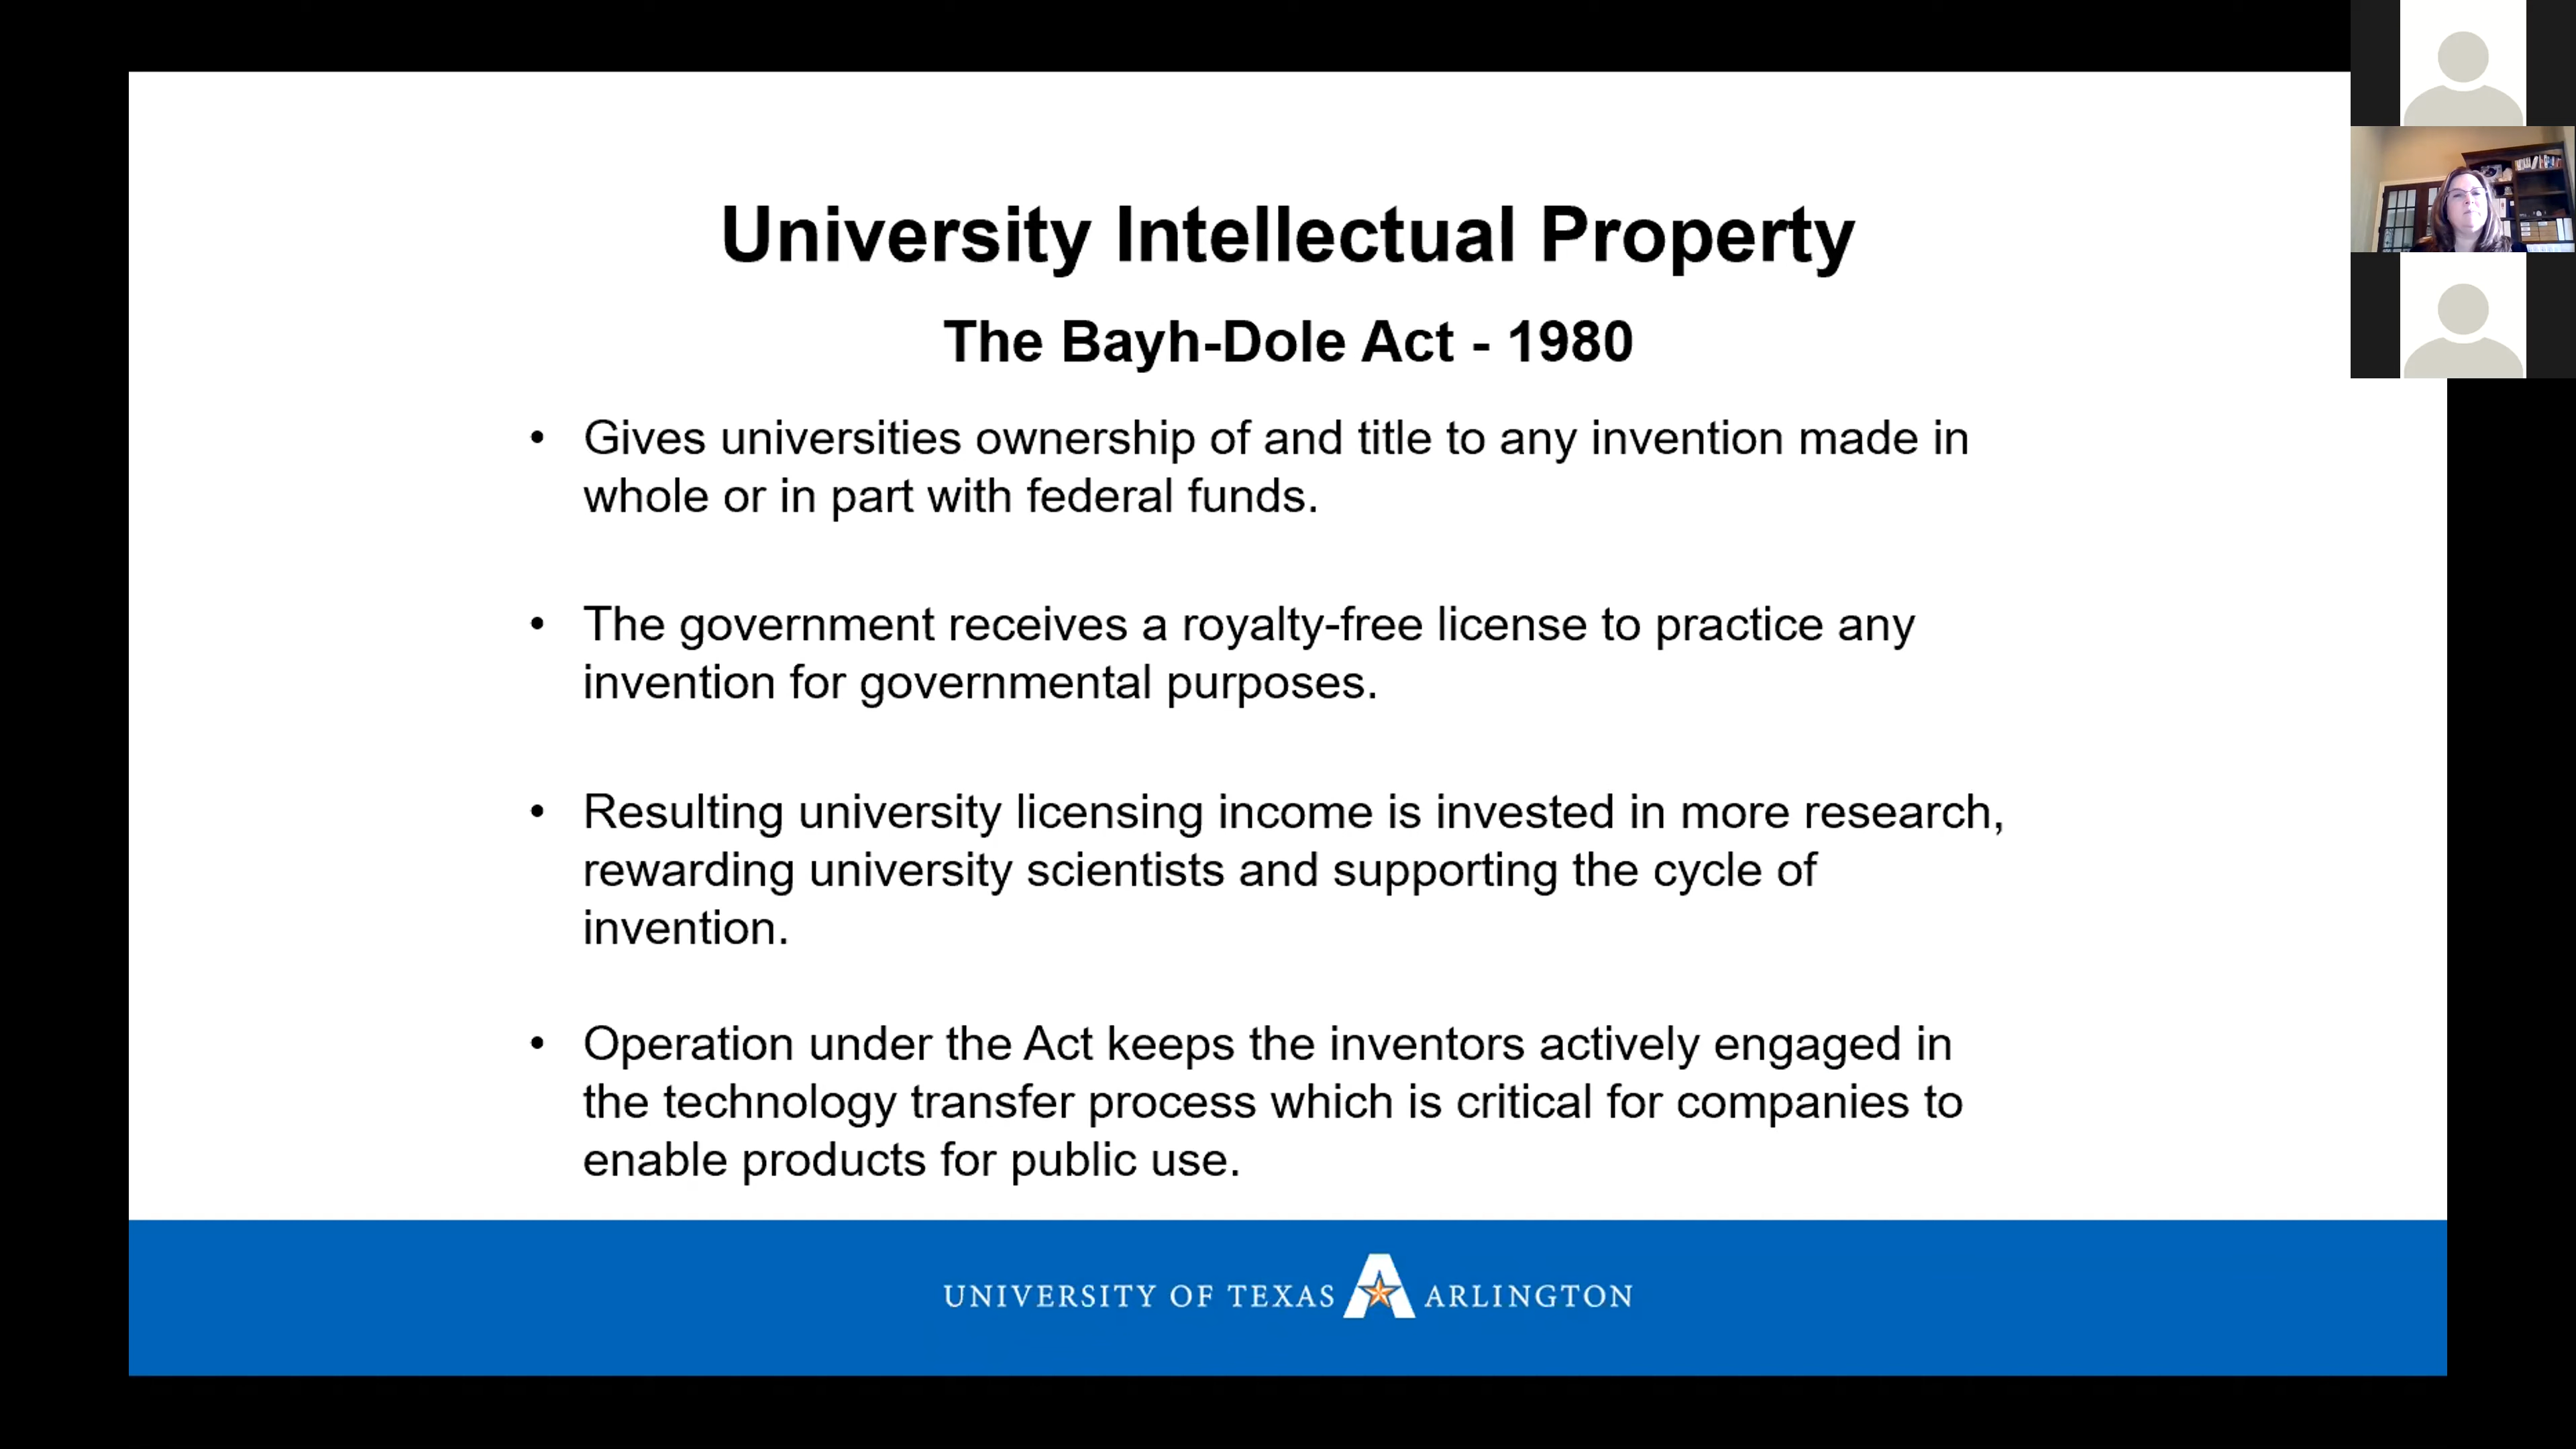 University Intellectual Property
The Bayh-Dole Act - 1980
• Gives universities ownership of and title to any invention made in
whole or in part with federal funds.
• The government receives a royalty-free license to practice any
invention for governmental purposes.
• Resulting university licensing income is invested in more research,
rewarding university scientists and supporting the cycle of
invention.
• Operation under the Act keeps the inventors actively engaged in
the technology transfer process which is critical for companies to
enable products for public use.
UNIVERSITY OF TEXAS A ARLINGTON